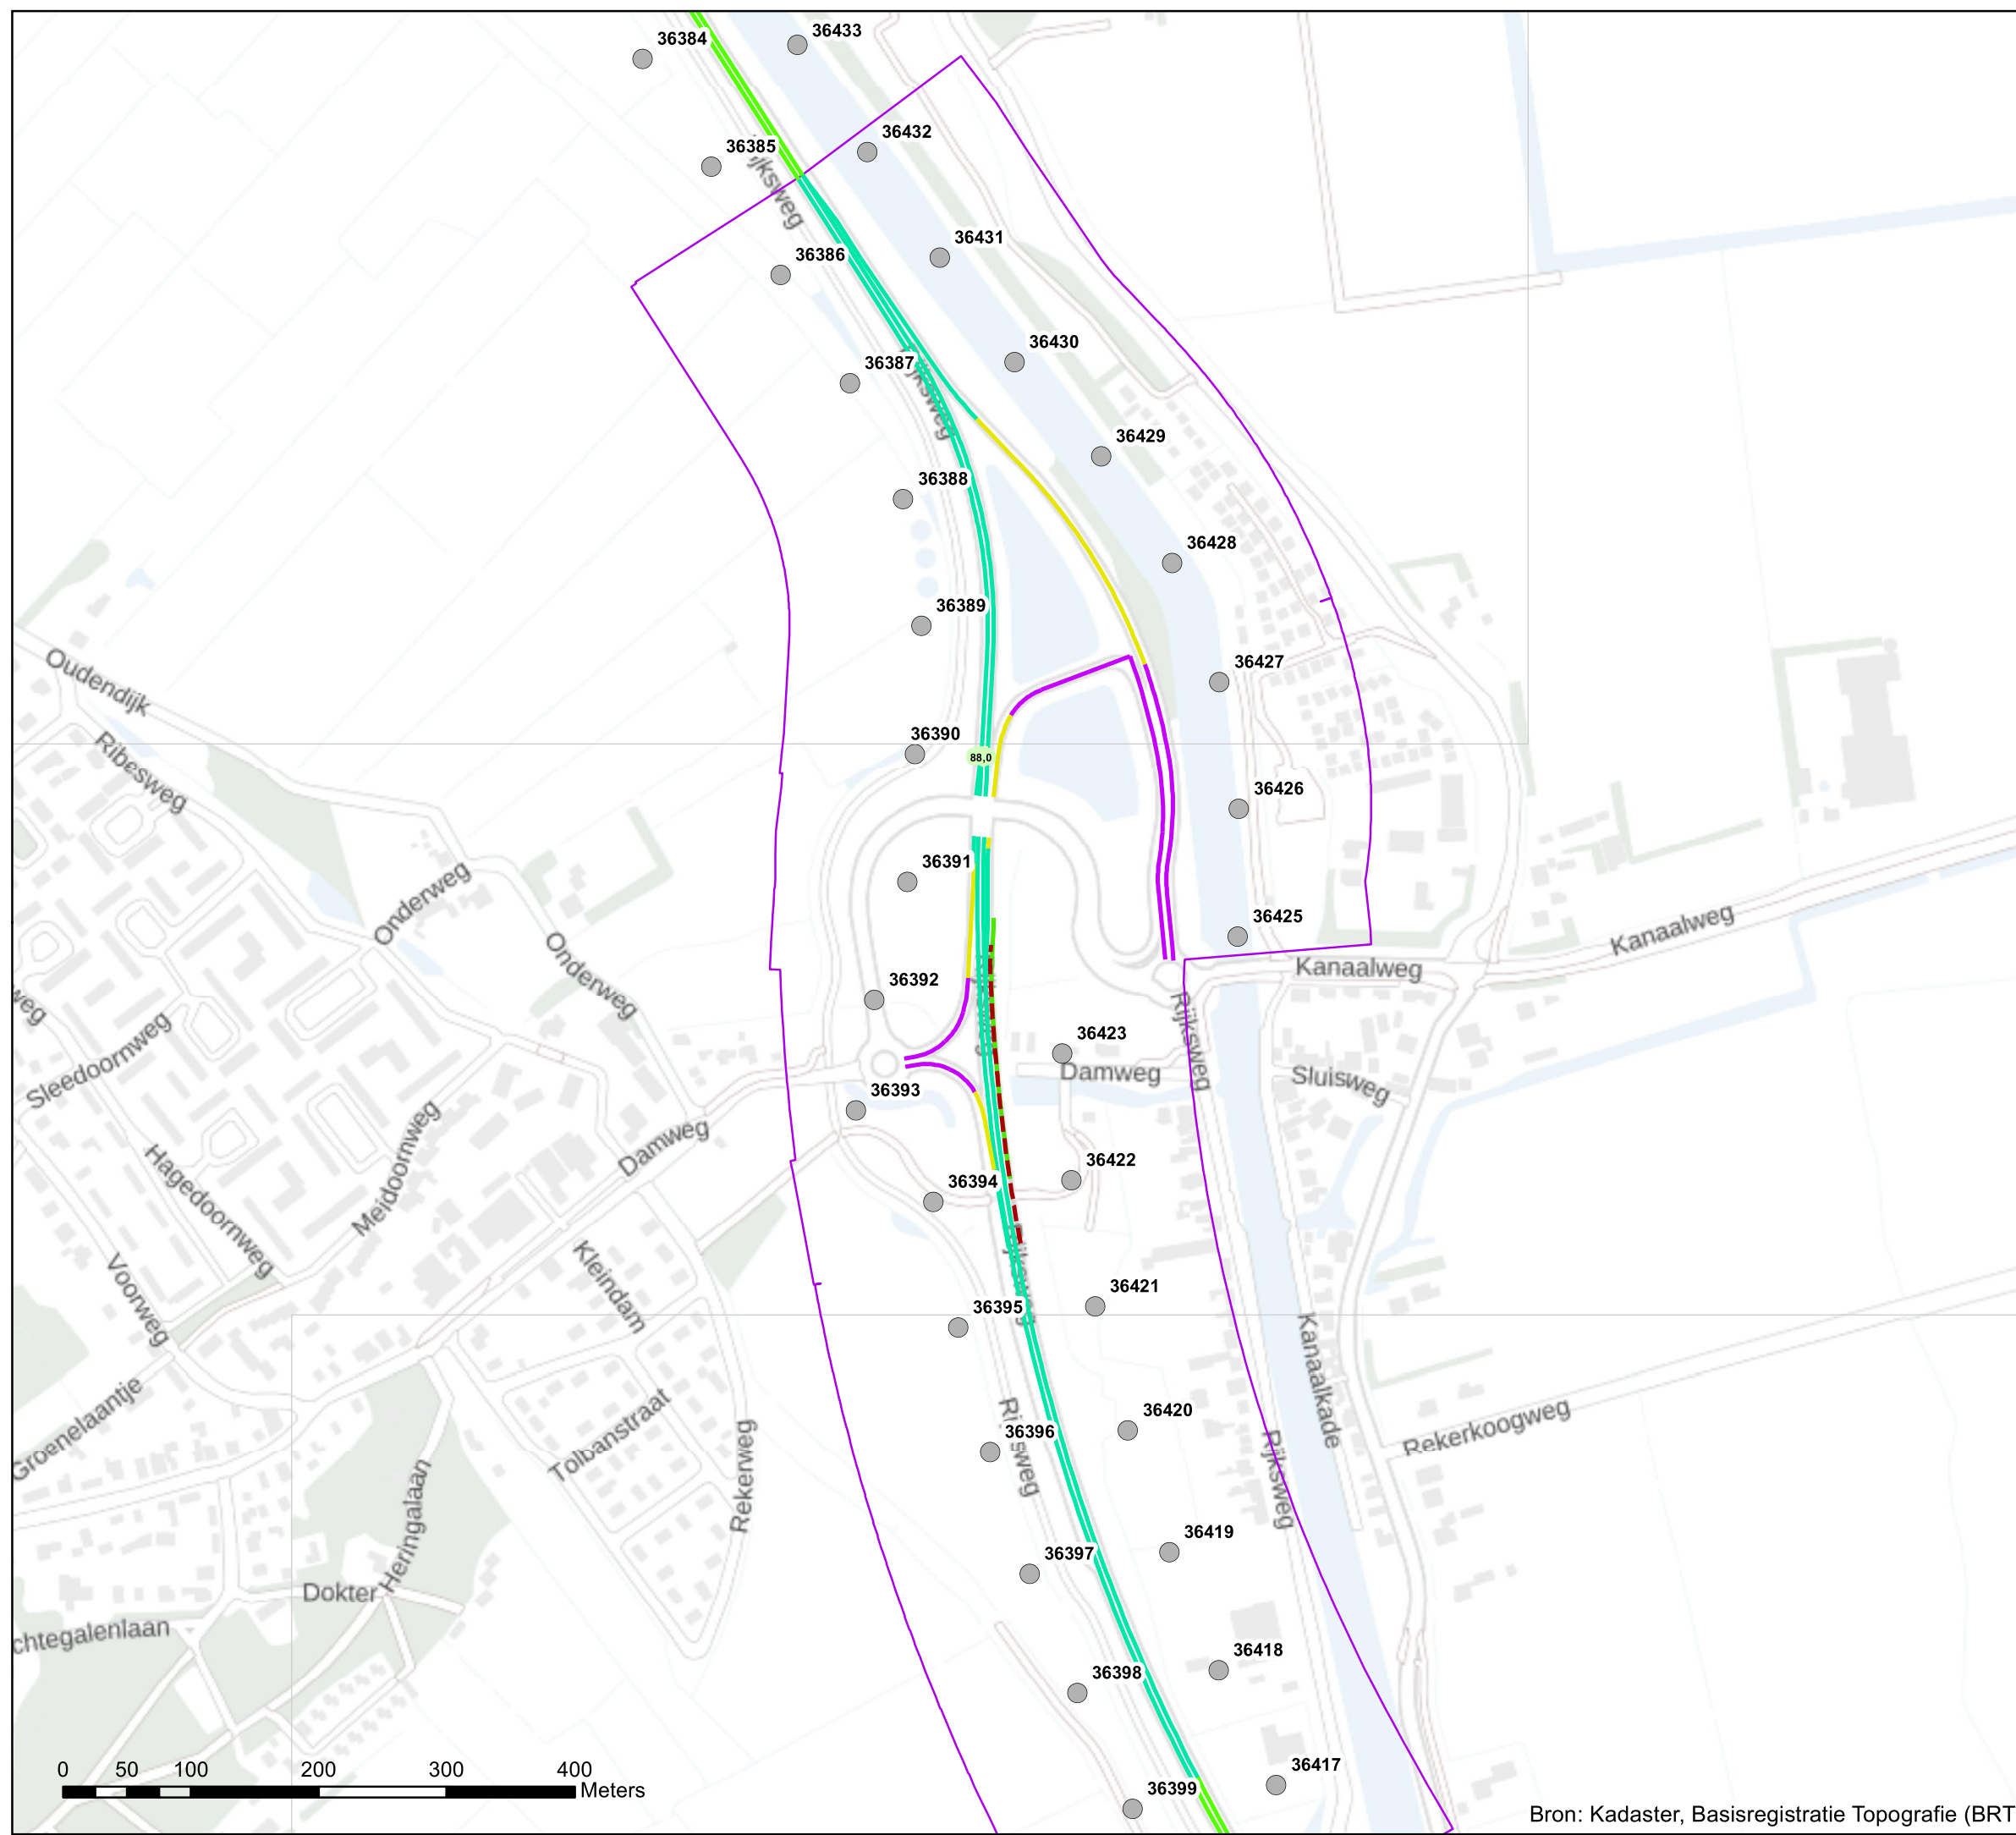 36384
36433
36385
36432
Rijksweg
36386
36431
36387
36430
Rijksweg
36429
36388
36428
36389
36427
Oudendijk
Ribesweg
36390
88,0
36426
36391
Onderweg
Onderweg
36425
Kanaalweg
Kanaalweg
36392
weg
Sleedoornweg
36423
Damweg
Rijksweg
Sluisweg
36393
Damweg
Meidoornweg
Hagedoornweg
36422
36394
Kleindam
Voorweg
Rijksweg
36421
36395
Kanaalkade
Groenelaantje
Tolbanstraat
Rekerweg
36420
36396
Rijksweg
Rijksweg
Rekerkoogweg
Heringalaan
Dokter
36419
36397
chtegalenlaan
36418
36398
36417
36399
0 50 100 200 300 400
Meters
Bron: Kadaster, Basisregistratie Topografie (BRT